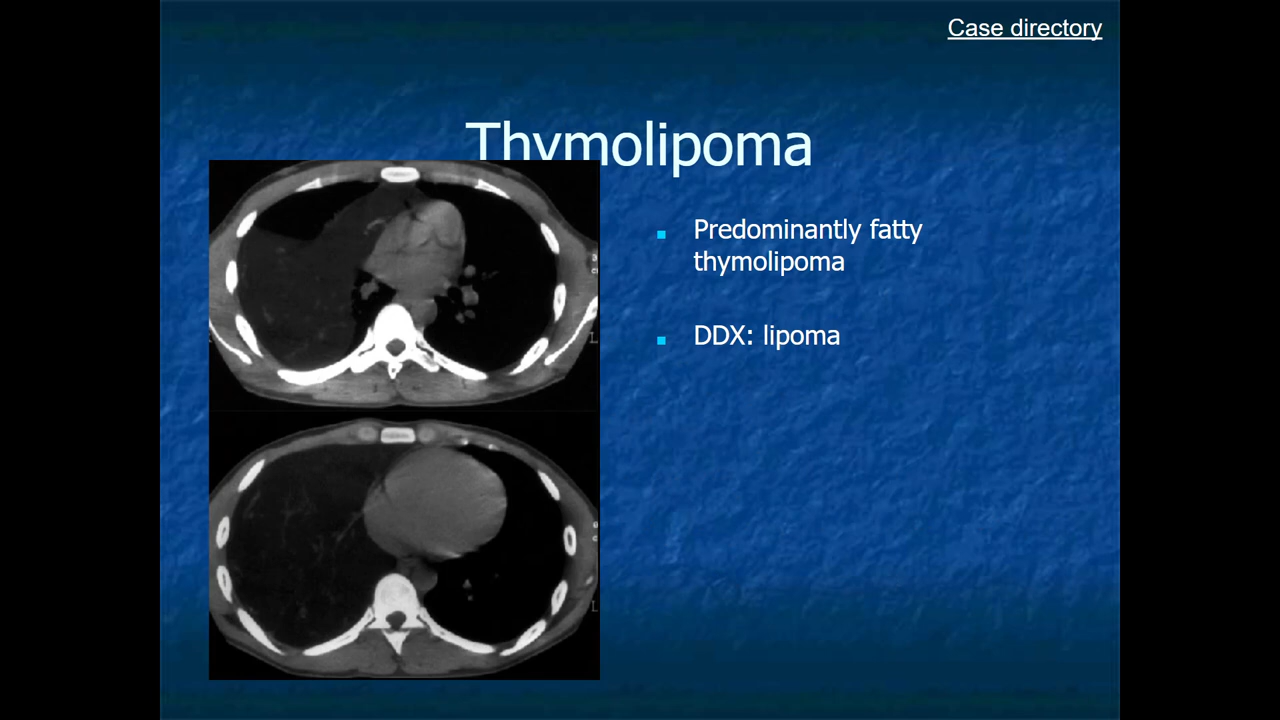 Case directory
Thymolipoma
Predominantly fatty
thymolipoma
DDX: lipoma
L
L